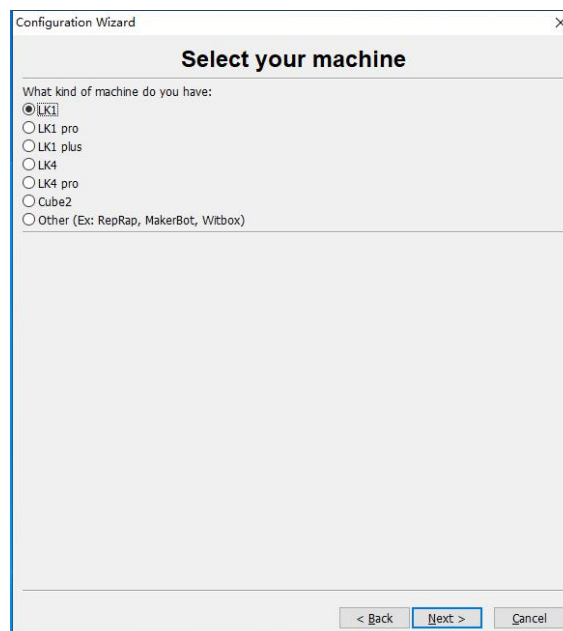 Configuration Wizard
Select your machine
What kind of machine do you have:
LK1
LK1 pro
LK1 plus
LK4
LK4 pro
Cube2
Other (Ex: RepRap, MakerBot, Witbox)
< Back Next > Cancel